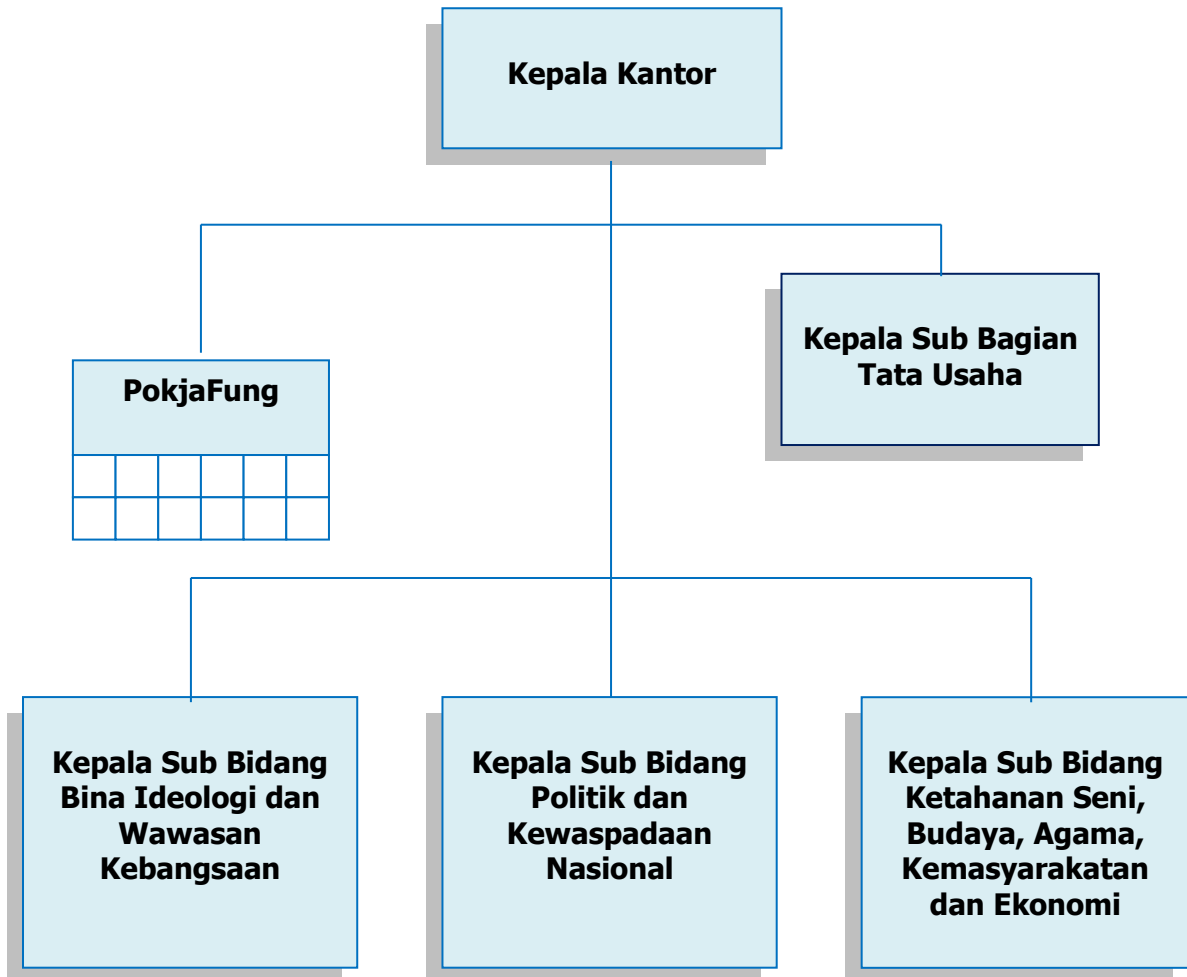 Kepala Kantor
Kepala Sub Bagian
Tata Usaha
PokjaFung
Kepala Sub Bidang
Bina Ideologi dan
Wawasan
Kebangsaan
Kepala Sub Bidang
Politik dan
Kewaspadaan
Nasional
Kepala Sub Bidang
Ketahanan Seni,
Budaya, Agama,
Kemasyarakatan
dan Ekonomi